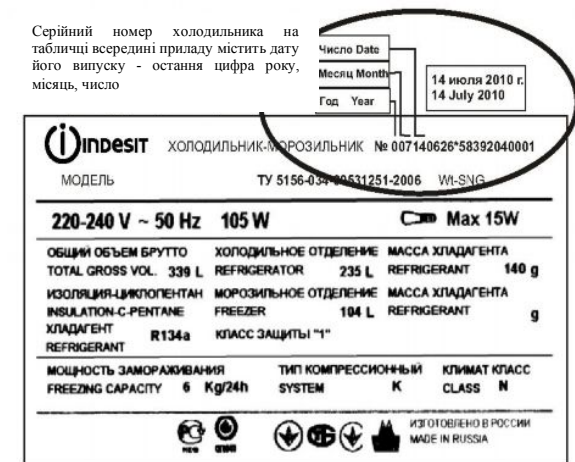 Серійний номер холодильника на
табличці всередині приладу містить дату
його випуску - остання цифра року,
місяць, число
Число Date
Месяц Month
Год Year
14 июля 2010 г.
14 July 2010
indesit ХОЛОДИЛЬНИК-МОРОЗИЛЬНИК № 007140626*58392040001
МОДЕЛЬ ТУ 5156-034-00531251-2006 Wt-SNG
220-240 V ~ 50 Hz 105 W Max 15W
ОБЩИЙ ОБЪЕМ БРУТТО ХОЛОДИЛЬНОЕ ОТДЕЛЕНИЕ МАССА ХЛАДАГЕНТА
TOTAL GROSS VOL. 339 L REFRIGERATOR 235 L REFRIGERANT 140 g
ИЗОЛЯЦИЯ-ЦИКЛОПЕНТАН МОРОЗИЛЬНОЕ ОТДЕЛЕНИЕ МАССА ХЛАДАГЕНТА
INSULATION-C-PENTANE FREEZER 104 L REFRIGERANT g
ХЛАДАГЕНТ R134a КЛАСС ЗАЩИТЫ "1"
REFRIGERANT
МОЩНОСТЬ ЗАМОРАЖИВАНИЯ ТИП КОМПРЕССИОННЫЙ КЛИМАТ КЛАСС
FREEZING CAPACITY 6 Kg/24h SYSTEM K CLASS N
ИЗГОТОВЛЕНО В РОССИИ
MADE IN RUSSIA